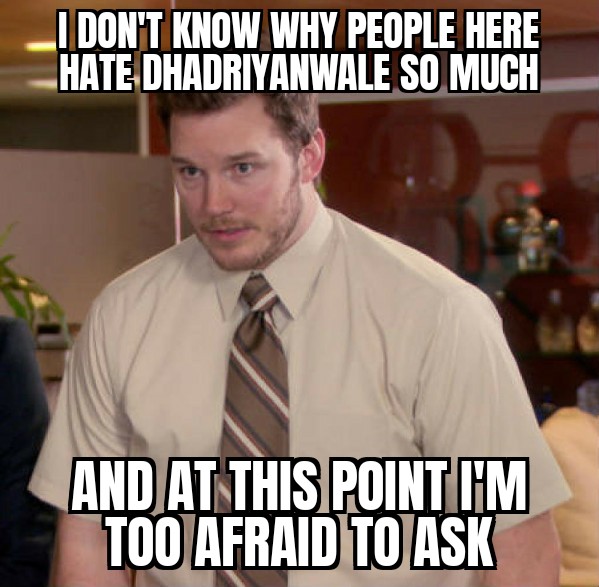 I DON'T KNOW WHY PEOPLE HERE
HATE DHADRIYANWALE SO MUCH
AND AT THIS POINT I'M
TOO AFRAID TO ASK